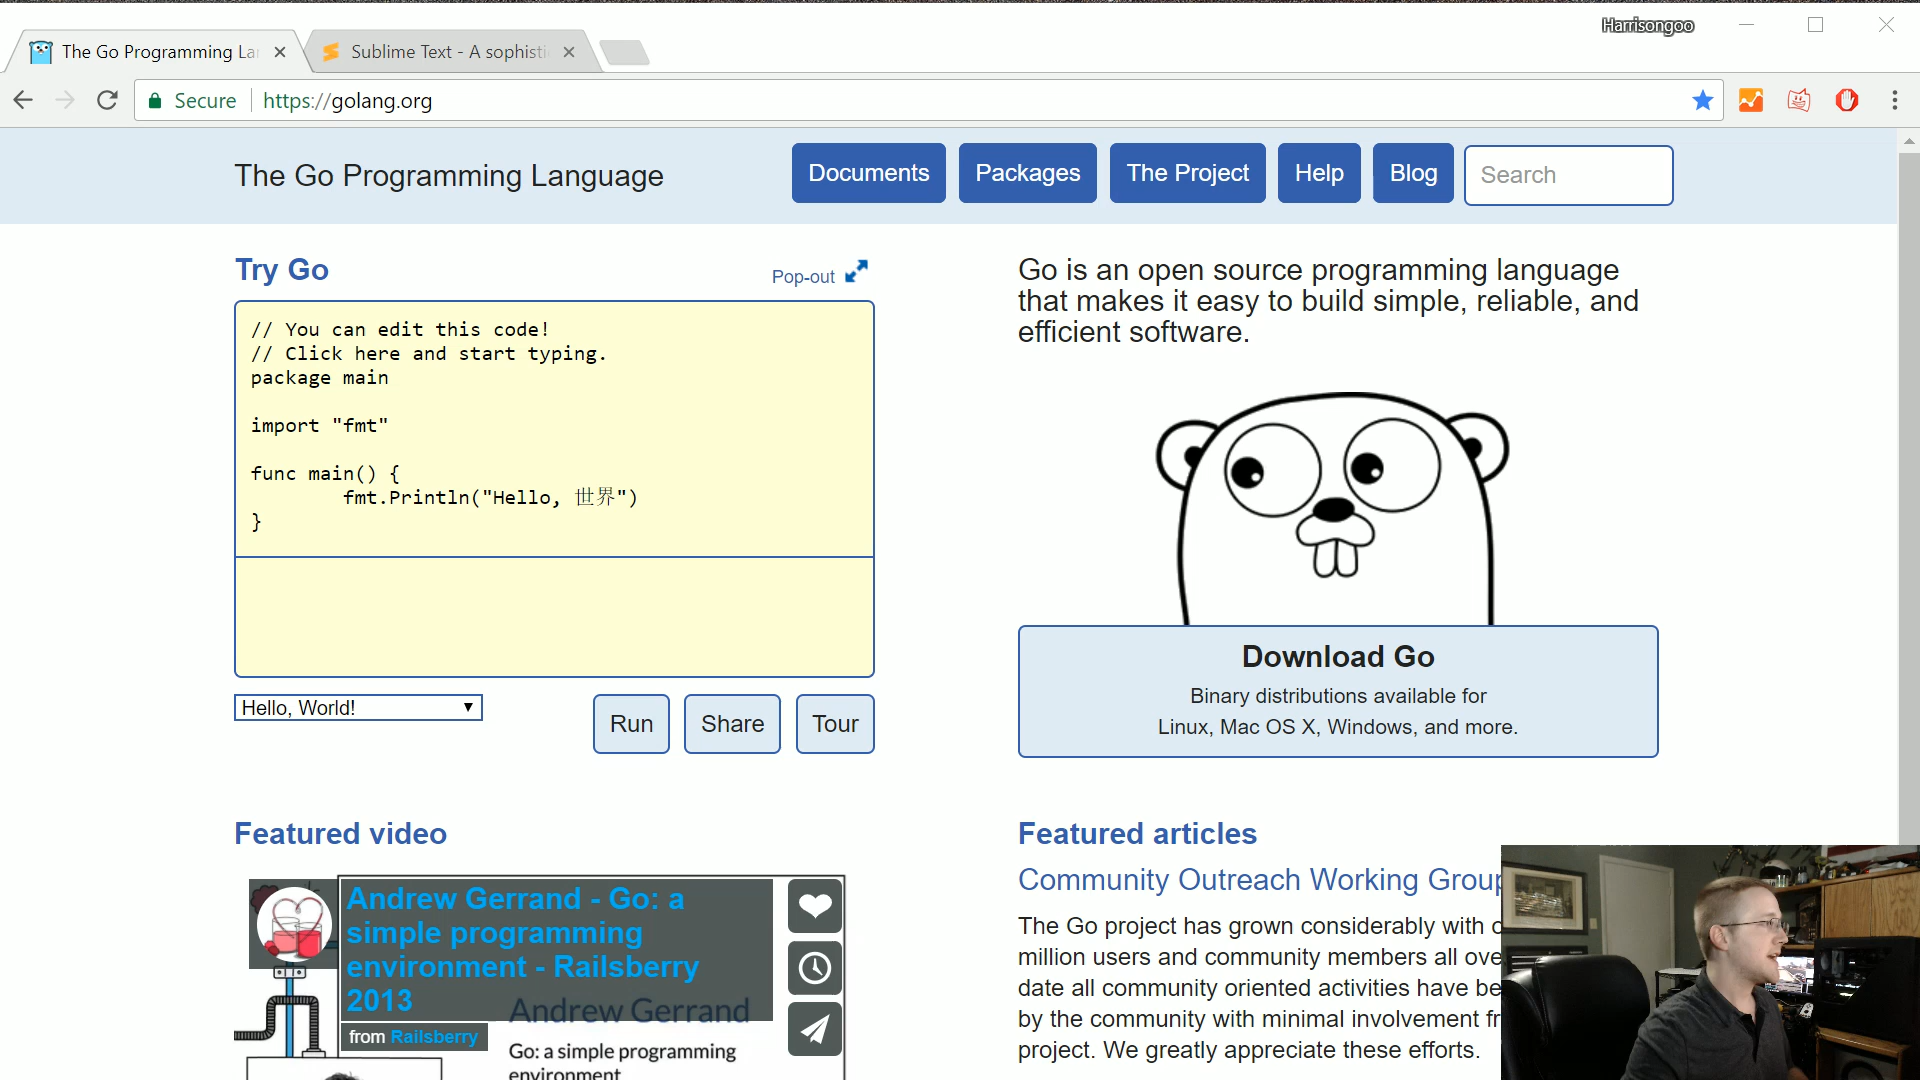 Harrisongoo
The Go Programming La
Sublime Text - A sophisti
Secure
https://golang.org
The Go Programming Language
Documents
Packages
The Project
Help
Blog
Search
Try Go
Pop-out
// You can edit this code!
// Click here and start typing.
package main
import "fmt"
func main() {
fmt.Println("Hello, 世界")
}
Hello, World!
Run
Share
Tour
Go is an open source programming language
that makes it easy to build simple, reliable, and
efficient software.
Download Go
Binary distributions available for
Linux, Mac OS X, Windows, and more.
Featured video
Andrew Gerrand - Go: a
simple programming
environment - Railsberry
2013
from Railsberry
Andrew Gerrand
Go: a simple programming
environment
Featured articles
Community Outreach Working Group
The Go project has grown considerably with o
million users and community members all ove
date all community oriented activities have be
by the community with minimal involvement fr
project. We greatly appreciate these efforts.